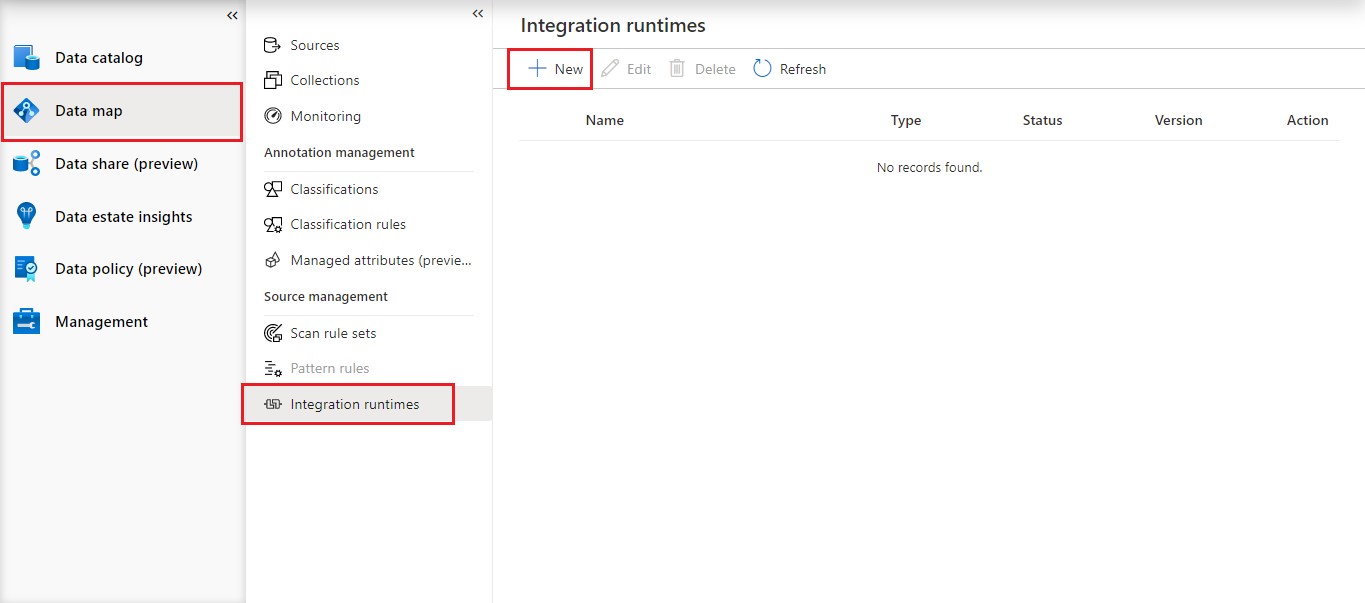 Data catalog
Data map
Data share (preview)
Data estate insights
Data policy (preview)
Management
Sources
Collections
Monitoring
Annotation management
Classifications
Classification rules
Managed attributes (previe...
Source management
Scan rule sets
Pattern rules
Integration runtimes
Integration runtimes
New Edit Delete Refresh
Name Type Status Version Action
No records found.